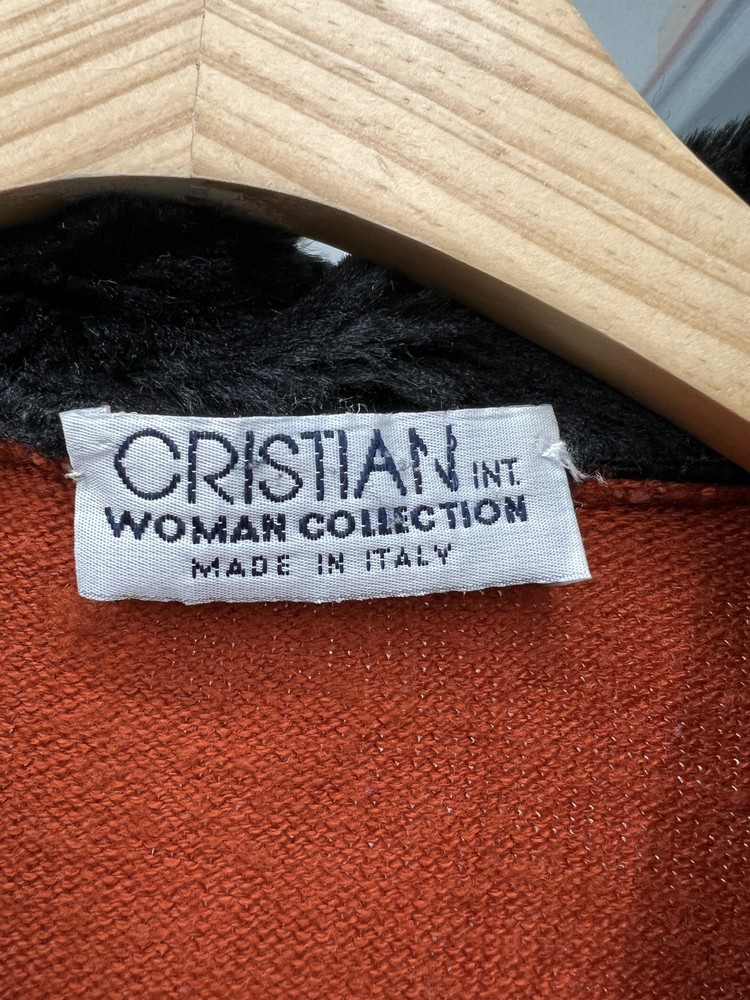 CRISTIAN INT.
WOMAN COLLECTION
MADE IN ITALY